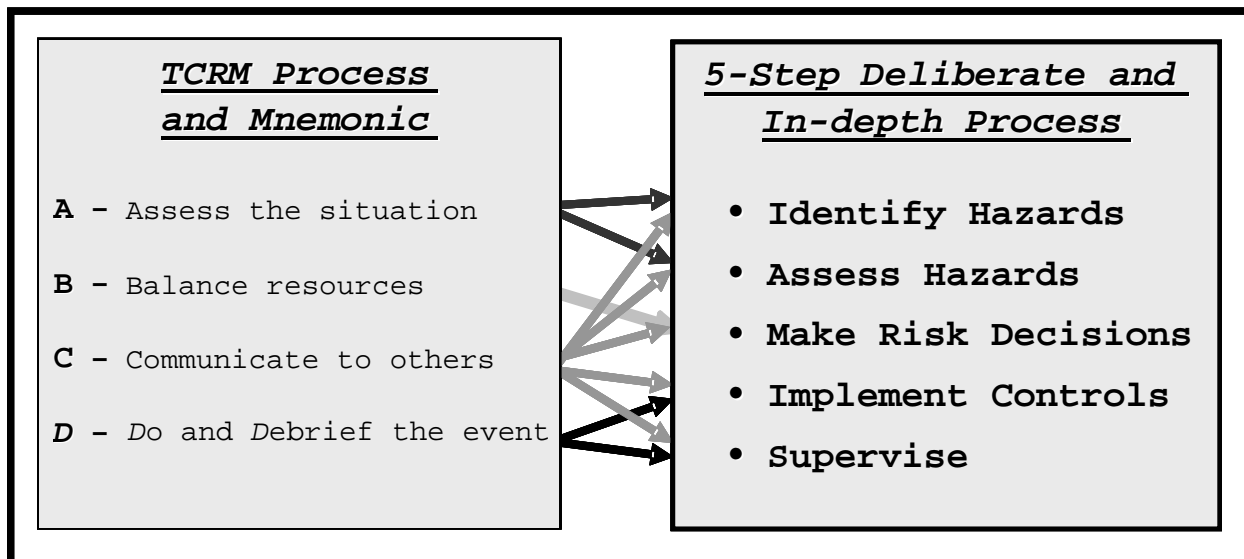 TCRM Process
and Mnemonic
A - Assess the situation
B - Balance resources
C - Communicate to others
D - Do and Debrief the event
5-Step Deliberate and
In-depth Process
• Identify Hazards
• Assess Hazards
• Make Risk Decisions
• Implement Controls
• Supervise